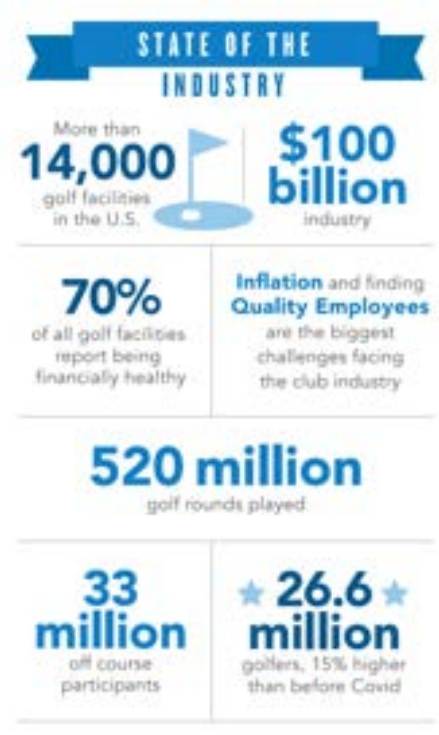 STATE OF THE
INDUSTRY
More than
14,000
golf facilities
in the U.S.
$100
billion
industry
70%
of all golf facilities
report being
financially healthy
Inflation and finding
Quality Employees
are the biggest
challenges facing
the club industry
520 million
golf rounds played
33
million
off course
participants
26.6
million
golfers, 15% higher
than before Covid